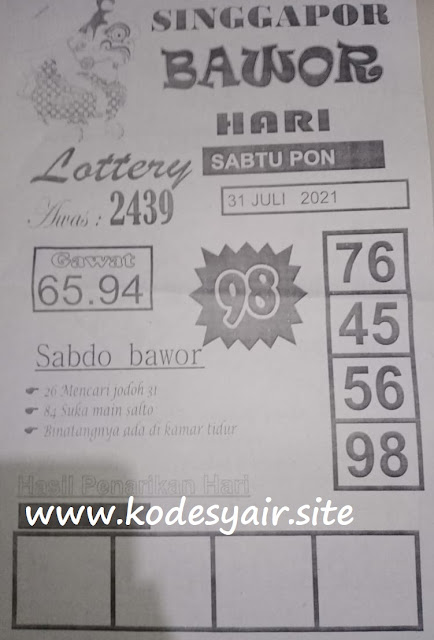 SINGGAPOR
BAWOR
HARI
Lottery
SABTU PON
Awas : 2439
31 JULI 2021
Gawat
65.94
98
76
45
56
98
Sabdo bawor
26 Mencari jodoh 31
84 Suka main salto
Binatangnya ada di kamar tidur
Hasil Penarikan Hari
www.kodesyair.site